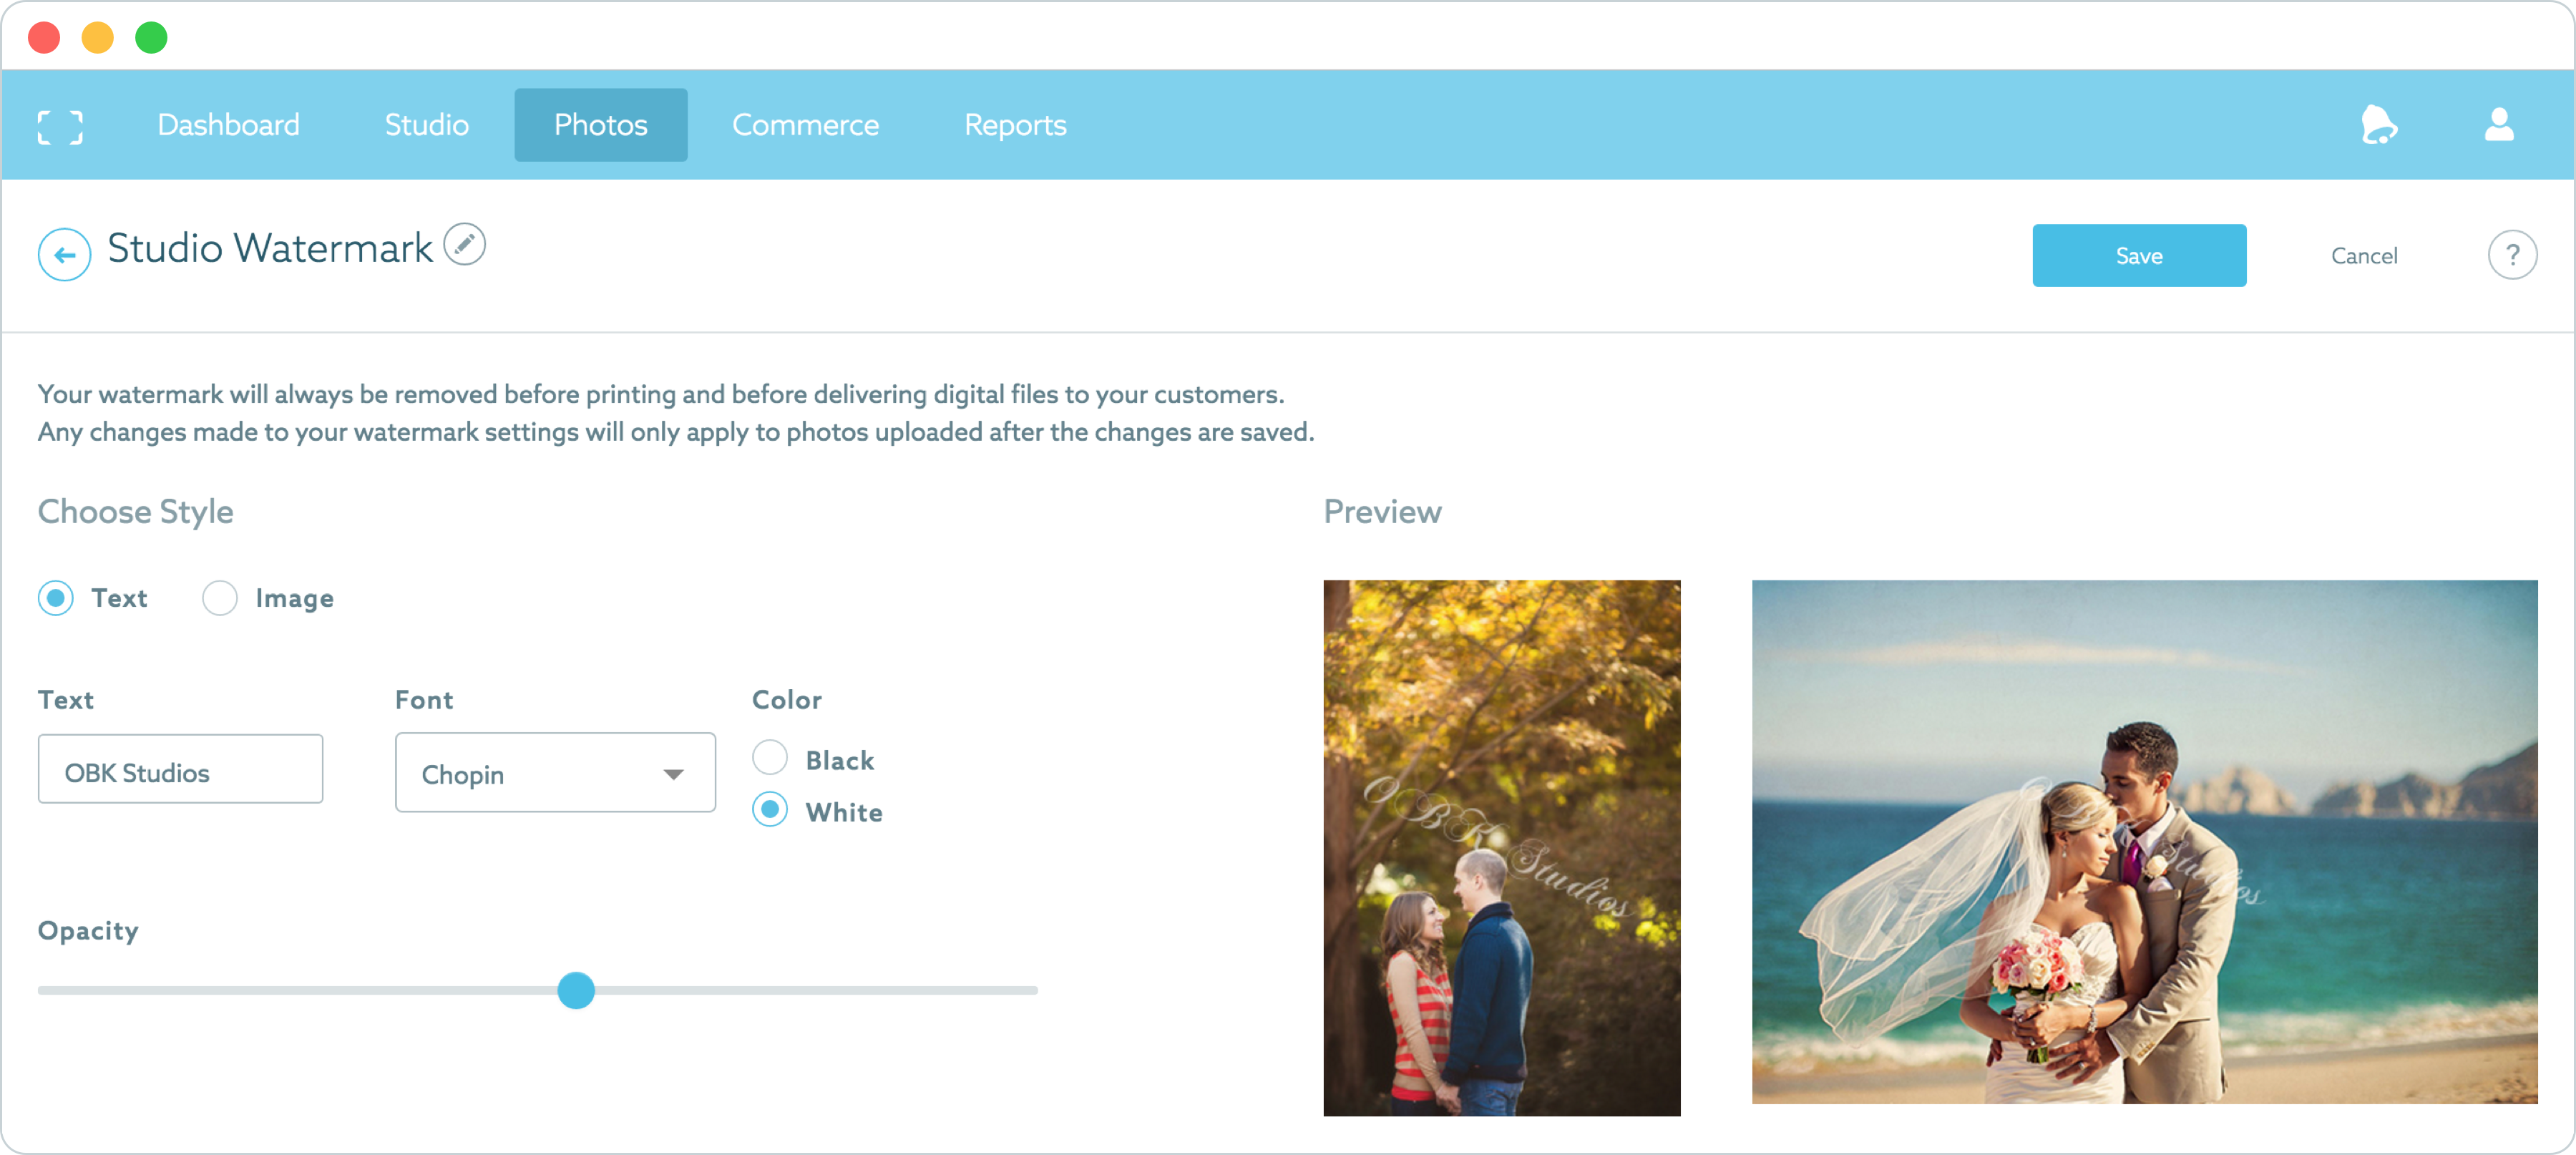 Dashboard Studio Photos Commerce Reports
Studio Watermark
Save Cancel ?
Your watermark will always be removed before printing and before delivering digital files to your customers.
Any changes made to your watermark settings will only apply to photos uploaded after the changes are saved.
Choose Style
Preview
Text Image
Text Font Color
OBK Studios
Chopin
Black
White
Opacity
OBK Studios
Studios